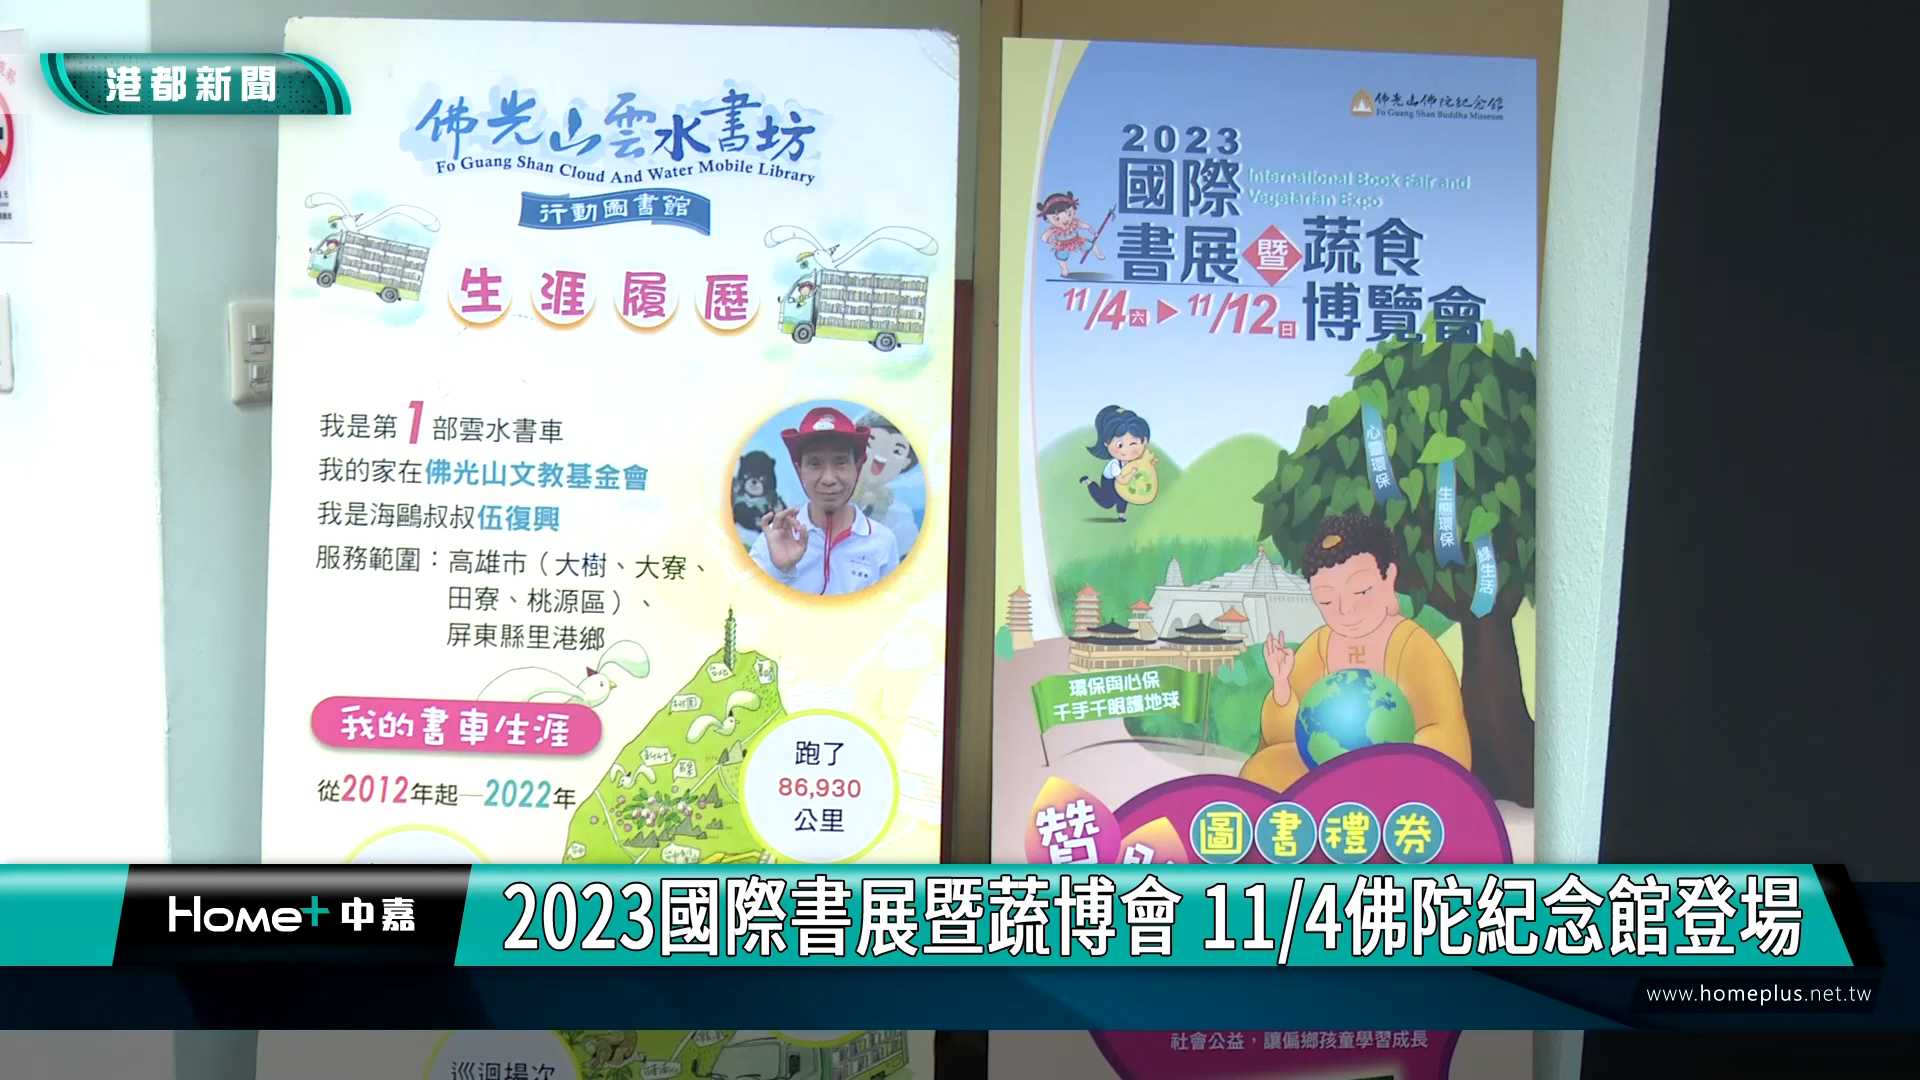 港都新聞
佛光山雲水書坊
Fo Guang Shan Cloud And Water Mobile Library
行動圖書館
生涯履歷
我是第1部雲水書車
我的家在佛光山文教基金會
我是海鷗叔叔伍復興
服務範圍：高雄市（大樹、大寮、
田寮、桃源區）、
屏東縣里港鄉
我的書車生涯
從2012年起—2022年
跑了
86,930
公里
巡迴場次
佛光山佛陀紀念館
Fo Guang Shan Buddha Museum
2023
國際
International Book Fair and
Vegetarian Expo
書展暨蔬食
博覽會
11/4六▶11/12日
心靈環保
生態環保
綠生活
環保與心保
千手千眼護地球
卍
贊助
圖書禮券
社會公益，讓偏鄉孩童學習成長
Home+中嘉
2023國際書展暨蔬博會 11/4佛陀紀念館登場
www.homeplus.net.tw